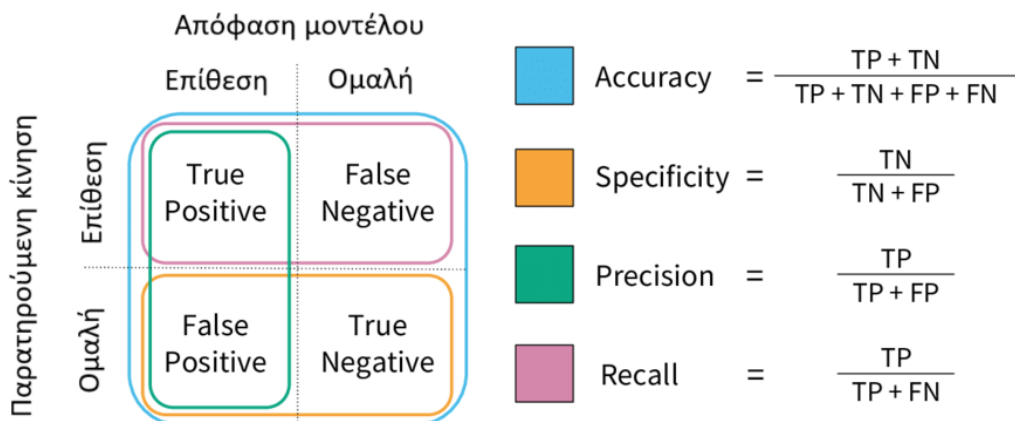 Απόφαση μοντέλου
Επίθεση Ομαλή
Παρατηρούμενη κίνηση
Επίθεση
True Positive
False Negative
Ομαλή
False Positive
True Negative
Accuracy = TP + TN / TP + TN + FP + FN
Specificity = TN / TN + FP
Precision = TP / TP + FP
Recall = TP / TP + FN